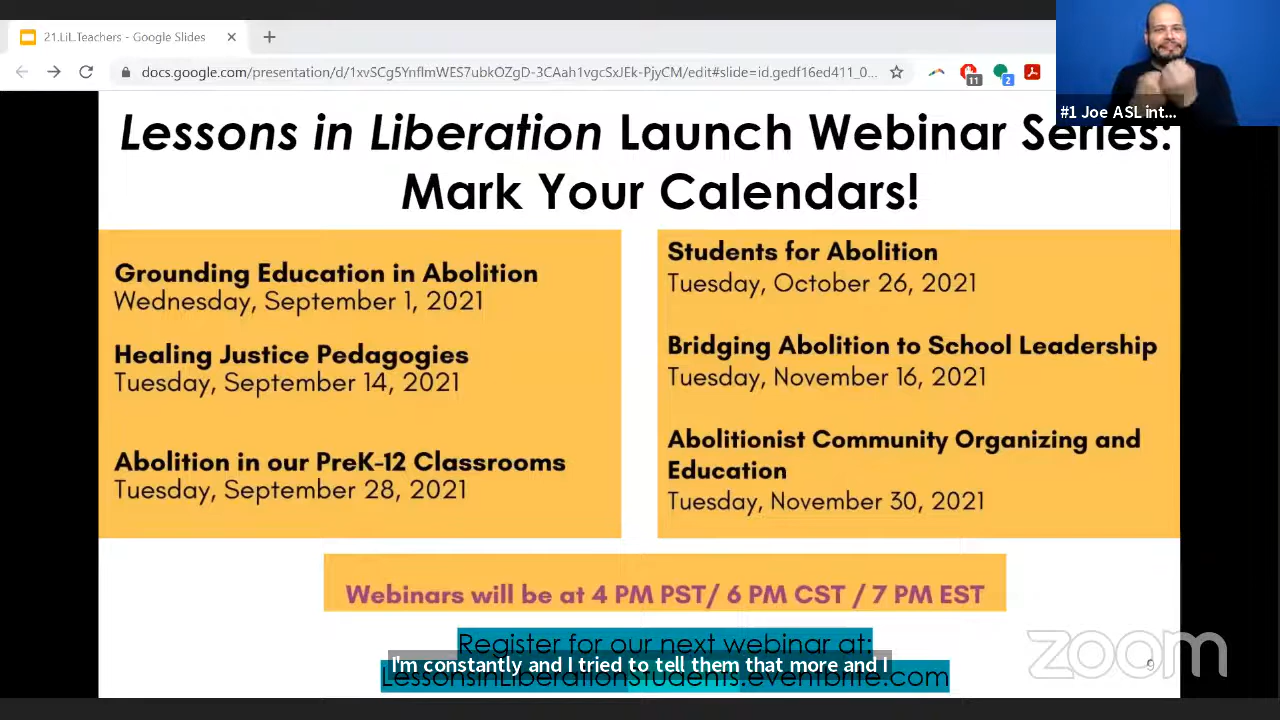 21.LiL.Teachers - Google Slides
docs.google.com/presentation/d/1xvSCg5YnflmWES7ubkOZgD-3CAah1vgcSxJEk-PjyCM/edit#slide=id.gedf16ed411_0...
11
2
#1 Joe ASL int...
Lessons in Liberation Launch Webinar Series:
Mark Your Calendars!
Grounding Education in Abolition
Wednesday, September 1, 2021
Healing Justice Pedagogies
Tuesday, September 14, 2021
Abolition in our PreK-12 Classrooms
Tuesday, September 28, 2021
Students for Abolition
Tuesday, October 26, 2021
Bridging Abolition to School Leadership
Tuesday, November 16, 2021
Abolitionist Community Organizing and
Education
Tuesday, November 30, 2021
Webinars will be at 4 PM PST/ 6 PM CST / 7 PM EST
Register for our next webinar at:
I'm constantly and I tried to tell them that more and I
LessonsinLiberationStudents.eventbrite.com
zoom
9